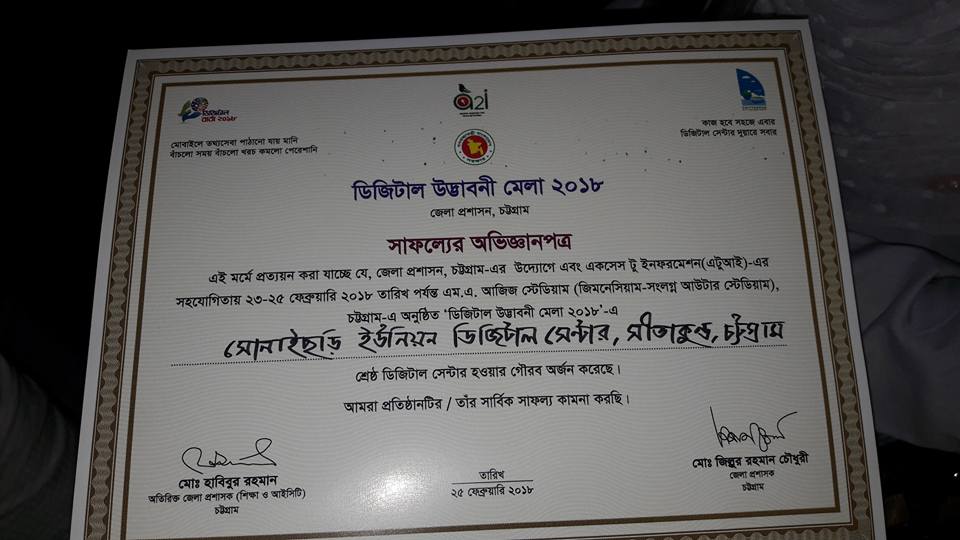 ডিজিটাল
মেলা ২০১৮
a2i
মোবাইলে তথ্যসেবা পাঠানো যায় মানি
বাঁচলো সময় বাঁচলো খরচ কমলো পেরেশানি
কাজ হবে সহজে এবার
ডিজিটাল সেন্টার দুয়ারে সবার
ডিজিটাল উদ্ভাবনী মেলা ২০১৮
জেলা প্রশাসন, চট্টগ্রাম
সাফল্যের অভিজ্ঞানপত্র
এই মর্মে প্রত্যয়ন করা যাচ্ছে যে, জেলা প্রশাসন, চট্টগ্রাম-এর উদ্যোগে এবং একসেস টু ইনফরমেশন(এটুআই)-এর
সহযোগিতায় ২৩-২৫ ফেব্রুয়ারি ২০১৮ তারিখ পর্যন্ত এম.এ. আজিজ স্টেডিয়াম (জিমনেসিয়াম-সংলগ্ন আউটার স্টেডিয়াম),
চট্টগ্রাম-এ অনুষ্ঠিত ‘ডিজিটাল উদ্ভাবনী মেলা ২০১৮’-এ
সোনাইছড়ি ইউনিয়ন ডিজিটাল সেন্টার, সীতাকুন্ড, চট্টগ্রাম
শ্রেষ্ঠ ডিজিটাল সেন্টার হওয়ার গৌরব অর্জন করেছে।
আমরা প্রতিষ্ঠানটির / তাঁর সার্বিক সাফল্য কামনা করছি।
মোঃ হাবিবুর রহমান
অতিরিক্ত জেলা প্রশাসক (শিক্ষা ও আইসিটি)
চট্টগ্রাম
তারিখ
২৫ ফেব্রুয়ারি ২০১৮
মোঃ জিল্লুর রহমান চৌধুরী
জেলা প্রশাসক
চট্টগ্রাম